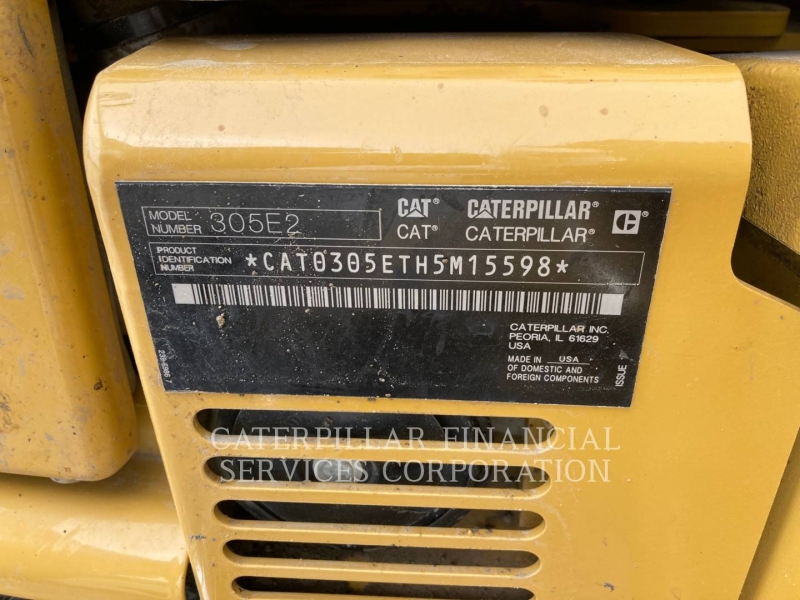 MODEL NUMBER 305E2
CAT® CATERPILLAR®
CAT® CATERPILLAR® C®
PRODUCT IDENTIFICATION NUMBER *CAT0305ETH5M15598*
CATERPILLAR INC.
PEORIA, IL 61629
USA
MADE IN USA
OF DOMESTIC AND
FOREIGN COMPONENTS
ISSUE
CATERPILLAR FINANCIAL
SERVICES CORPORATION